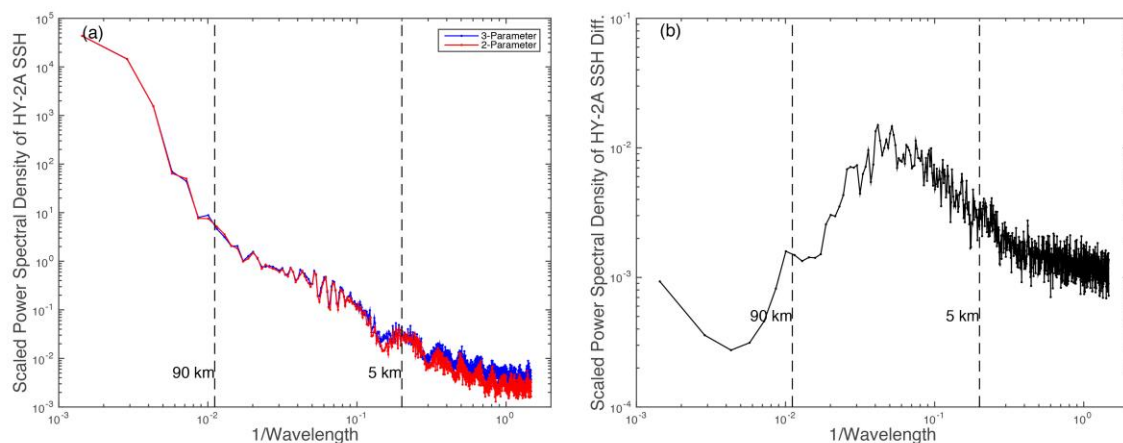 (a)
3-Parameter
2-Parameter
Scaled Power Spectral Density of HY-2A SSH
10^5
10^4
10^3
10^2
10^1
10^0
10^-1
10^-2
10^-3
90 km
5 km
10^-3
10^-2
10^-1
10^0
1/Wavelength
(b)
Scaled Power Spectral Density of HY-2A SSH Diff.
10^-1
10^-2
10^-3
10^-4
90 km
5 km
10^-3
10^-2
10^-1
10^0
1/Wavelength